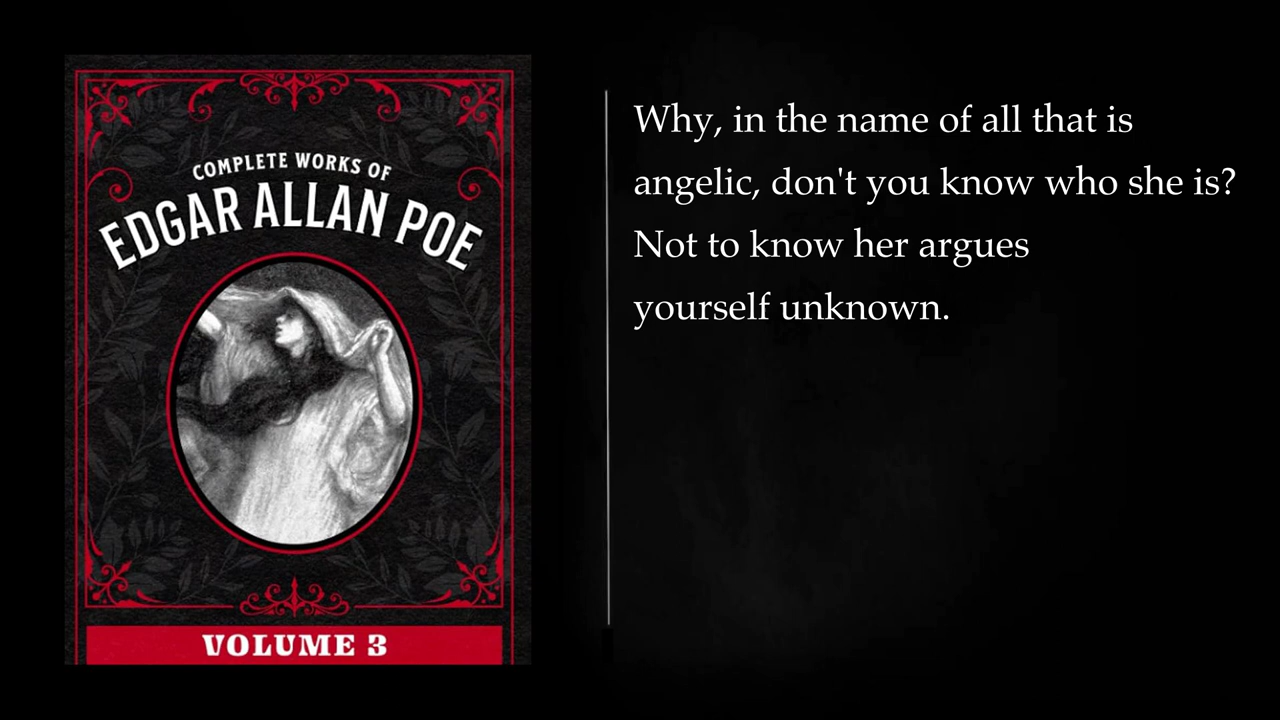 COMPLETE WORKS OF
EDGAR ALLAN POE
VOLUME 3
Why, in the name of all that is
angelic, don't you know who she is?
Not to know her argues
yourself unknown.